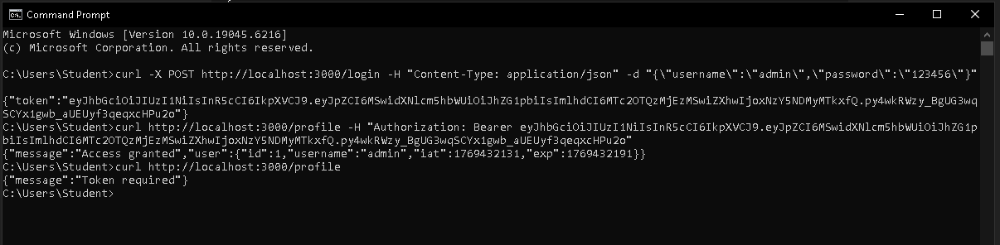 Command Prompt
Microsoft Windows [Version 10.0.19045.6216]
(c) Microsoft Corporation. All rights reserved.
C:\Users\Student>curl -X POST http://localhost:3000/login -H "Content-Type: application/json" -d "{\"username\":\"admin\",\"password\":\"123456\"}"
{"token":"eyJhbGciOiJIUzI1NiIsInR5cCI6IkpXVCJ9.eyJpZCI6MSwidXNlcm5hbWUiOiJhZG1pbiIsImlhdCI6MTc2OTQzMjEzMSwiZXhwIjoxNzY5NDMyMTkxfQ.py4wkRWzy_BgUG3wq
SCYx1gwb_aUEUyf3qeqxcHPu2o"}
C:\Users\Student>curl http://localhost:3000/profile -H "Authorization: Bearer eyJhbGciOiJIUzI1NiIsInR5cCI6IkpXVCJ9.eyJpZCI6MSwidXNlcm5hbWUiOiJhZG1p
biIsImlhdCI6MTc2OTQzMjEzMSwiZXhwIjoxNzY5NDMyMTkxfQ.py4wkRWzy_BgUG3wqSCYx1gwb_aUEUyf3qeqxcHPu2o"
{"message":"Access granted","user":{"id":1,"username":"admin","iat":1769432131,"exp":1769432191}}
C:\Users\Student>curl http://localhost:3000/profile
{"message":"Token required"}
C:\Users\Student>